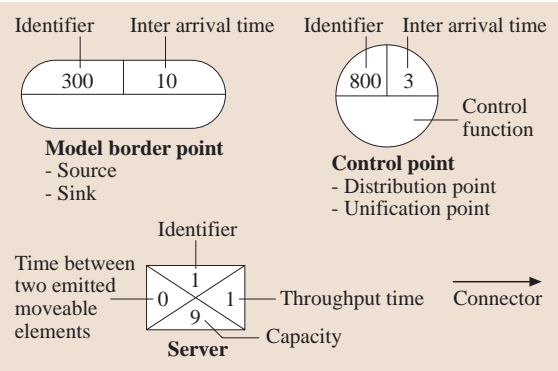 Identifier
Inter arrival time
300
10
Model border point
- Source
- Sink
Identifier
Inter arrival time
800
3
Control
function
Control point
- Distribution point
- Unification point
Identifier
Time between
two emitted
moveable
elements
1
0
1
9
Throughput time
Capacity
Server
Connector